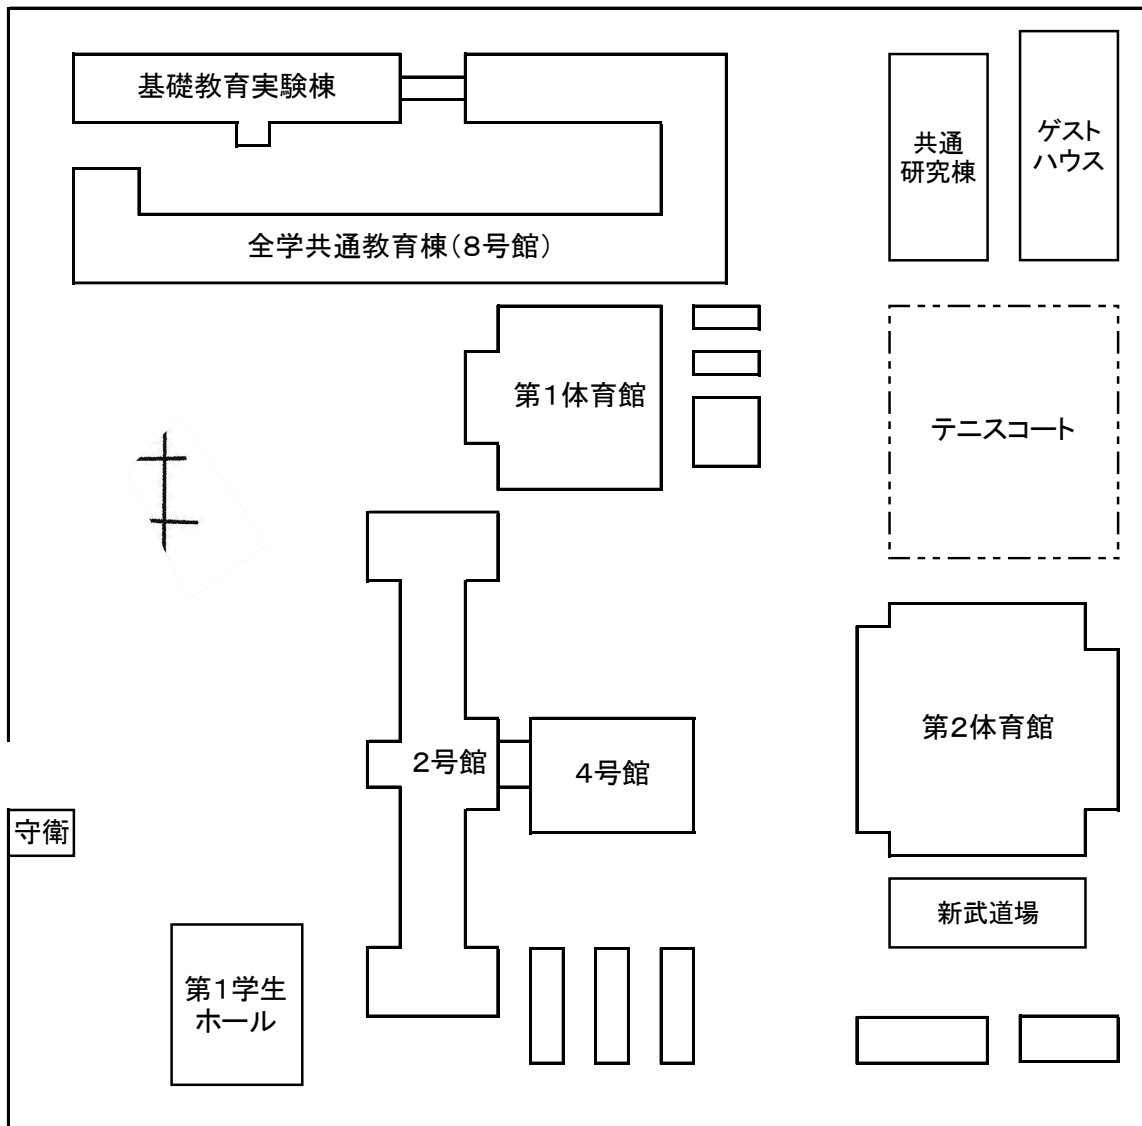 基礎教育実験棟
共通
研究棟
ゲスト
ハウス
全学共通教育棟(8号館)
第1体育館
テニスコート
2号館
4号館
第2体育館
守衛
新武道場
第1学生
ホール